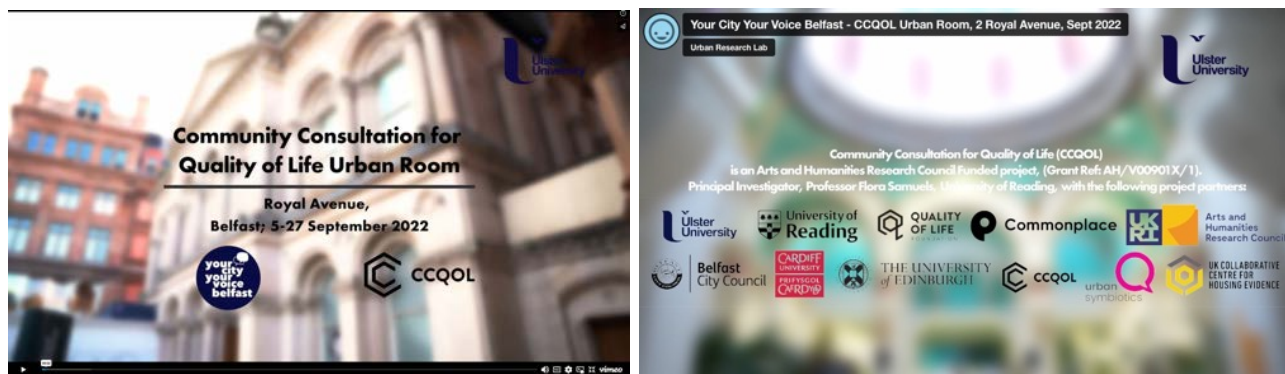 Ulster
University
Community Consultation for
Quality of Life Urban Room
Royal Avenue,
Belfast; 5-27 September 2022
your
city
your
voice
belfast
CCQOL
vimeo
Your City Your Voice Belfast - CCQOL Urban Room, 2 Royal Avenue, Sept 2022
Urban Research Lab
Ulster
University
Community Consultation for Quality of Life (CCQOL)
is an Arts and Humanities Research Council Funded project, (Grant Ref: AH/V00901X/1).
Principal Investigator, Professor Flora Samuels, University of Reading, with the following project partners:
Ulster
University
University of
Reading
QUALITY
OF LIFE
FOUNDATION
Commonplace
UK
RI
Arts and
Humanities
Research Council
Belfast
City Council
CARDIFF
UNIVERSITY
PRIFYSGOL
CAERDYDD
THE UNIVERSITY
of EDINBURGH
CCQOL
urban
symbiotics
UK COLLABORATIVE
CENTRE FOR
HOUSING EVIDENCE